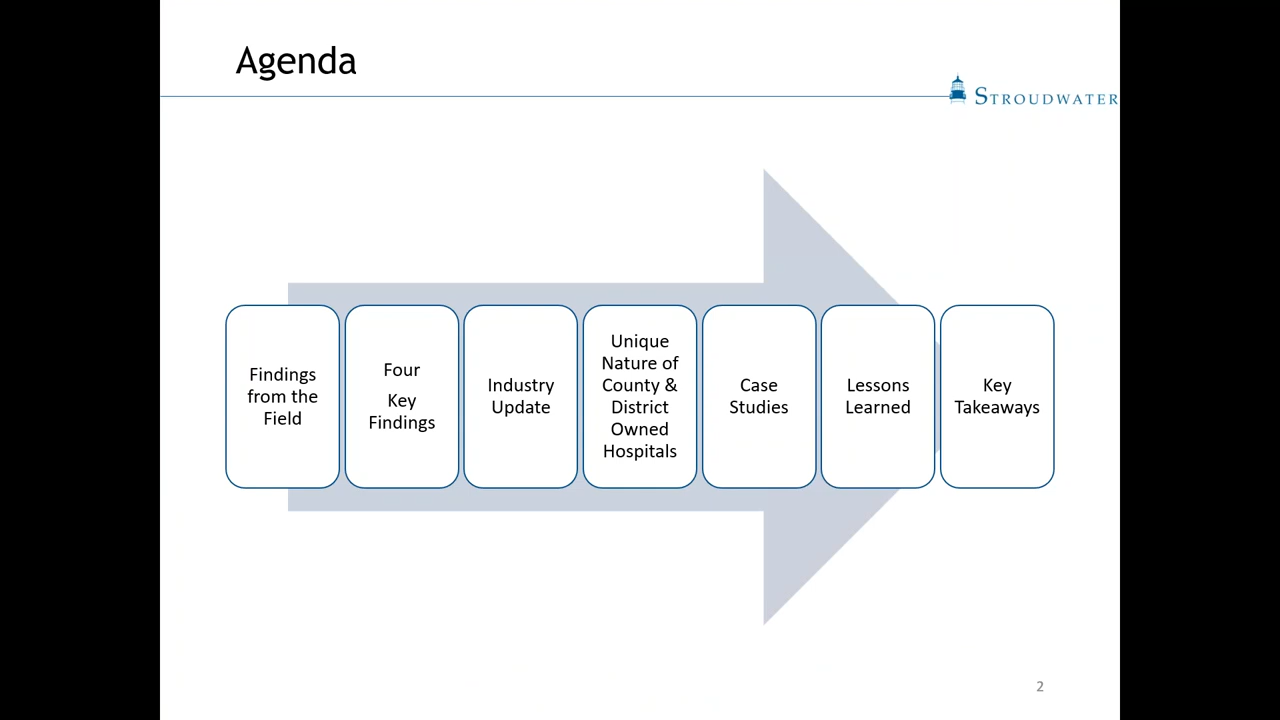 Agenda
STROUDWATER
Findings
from the
Field
Four
Key
Findings
Industry
Update
Unique
Nature of
County &
District
Owned
Hospitals
Case
Studies
Lessons
Learned
Key
Takeaways
2